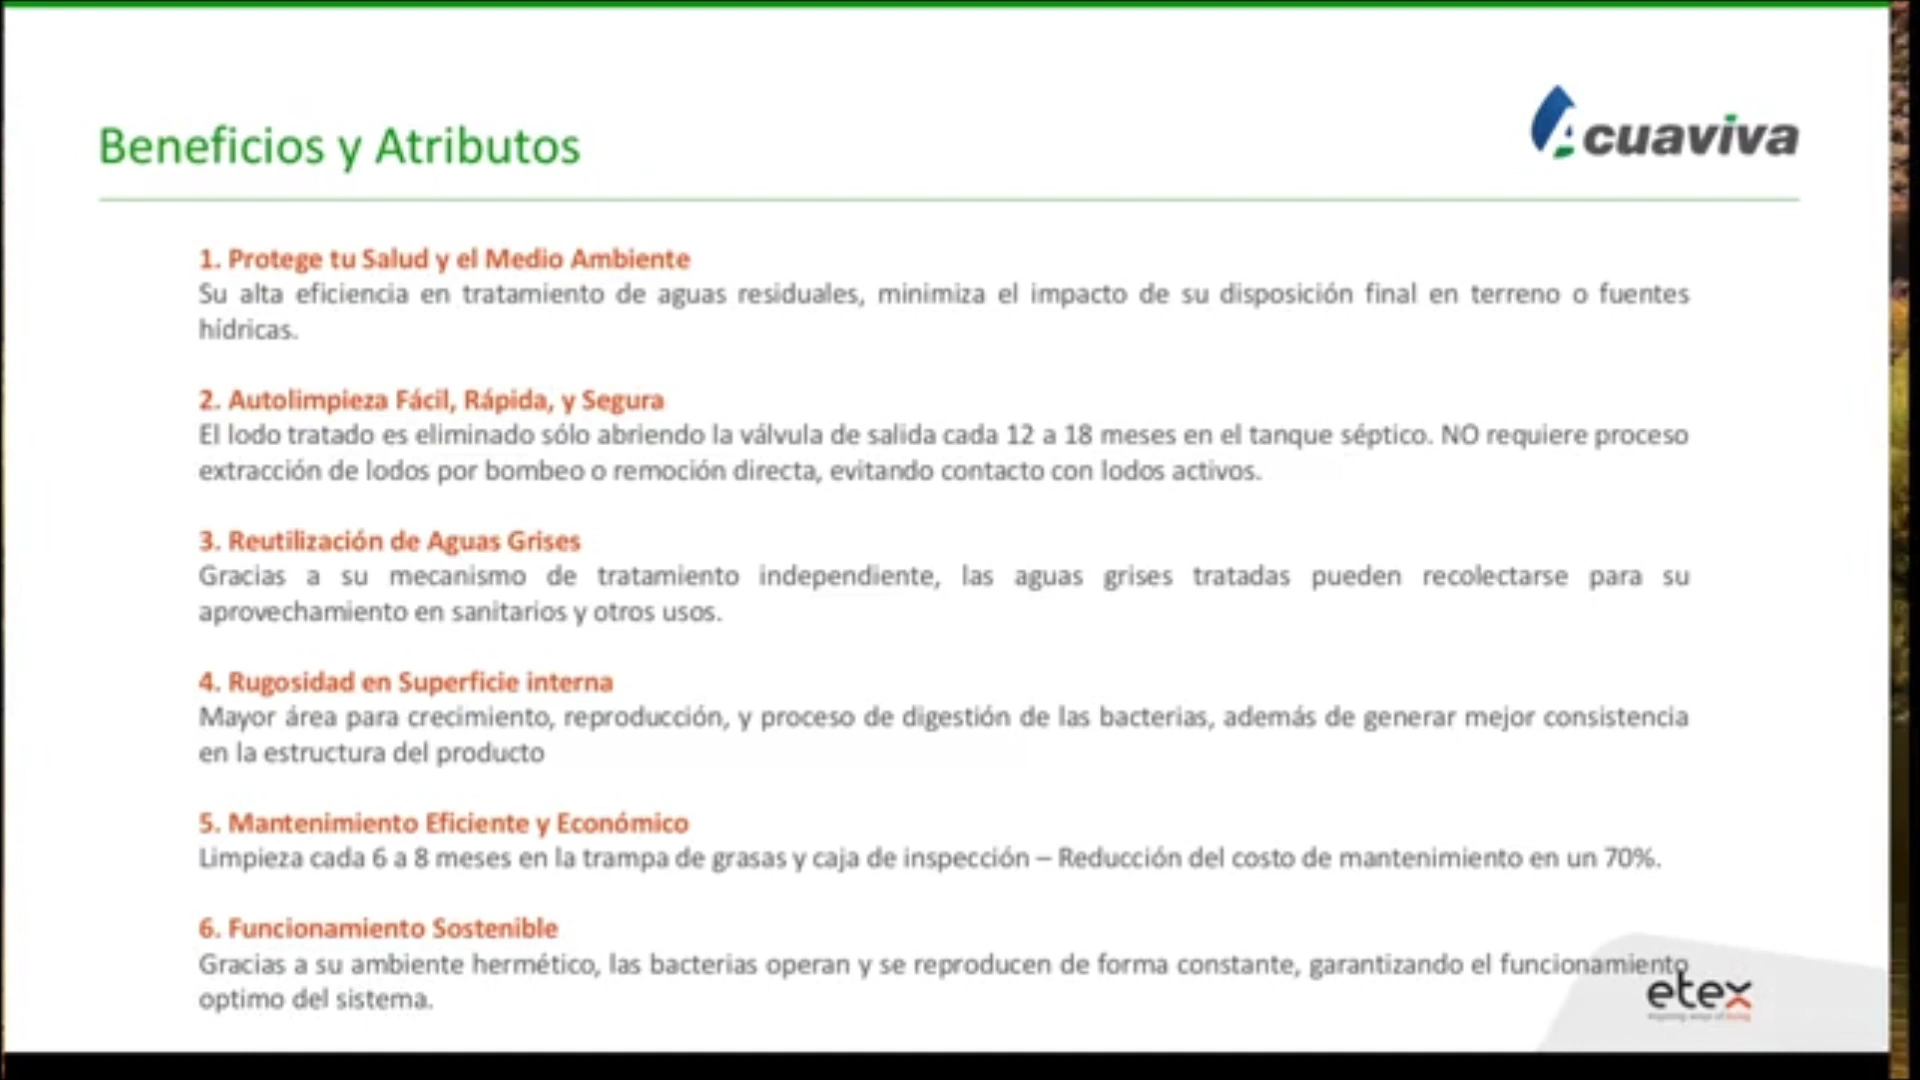 Beneficios y Atributos
Acuaviva
1. Protege tu Salud y el Medio Ambiente
Su alta eficiencia en tratamiento de aguas residuales, minimiza el impacto de su disposición final en terreno o fuentes
hídricas.
2. Autolimpieza Fácil, Rápida, y Segura
El lodo tratado es eliminado sólo abriendo la válvula de salida cada 12 a 18 meses en el tanque séptico. NO requiere proceso
extracción de lodos por bombeo o remoción directa, evitando contacto con lodos activos.
3. Reutilización de Aguas Grises
Gracias a su mecanismo de tratamiento independiente, las aguas grises tratadas pueden recolectarse para su
aprovechamiento en sanitarios y otros usos.
4. Rugosidad en Superficie interna
Mayor área para crecimiento, reproducción, y proceso de digestión de las bacterias, además de generar mejor consistencia
en la estructura del producto
5. Mantenimiento Eficiente y Económico
Limpieza cada 6 a 8 meses en la trampa de grasas y caja de inspección – Reducción del costo de mantenimiento en un 70%.
6. Funcionamiento Sostenible
Gracias a su ambiente hermético, las bacterias operan y se reproducen de forma constante, garantizando el funcionamiento
optimo del sistema.
etex